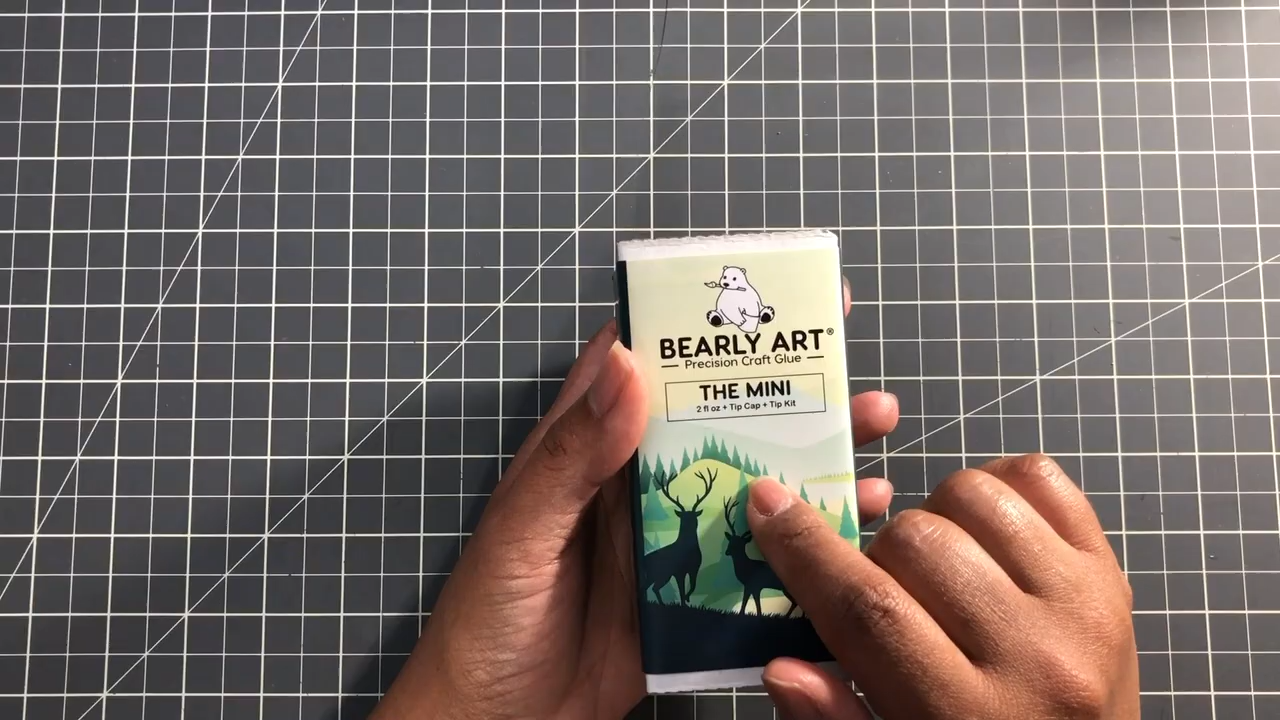 BEARLY ART®
Precision Craft Glue
THE MINI
2 fl oz + Tip Cap + Tip Kit